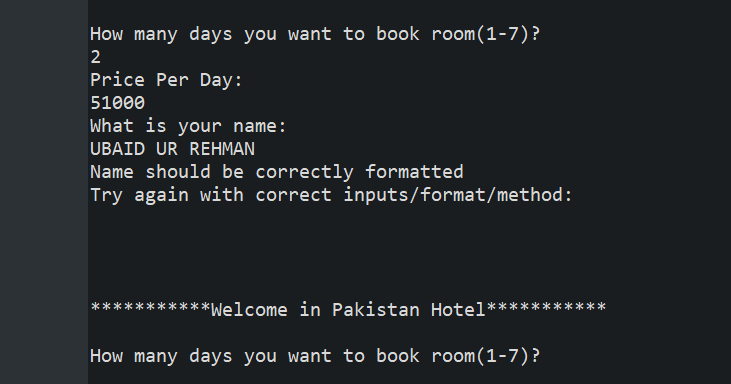 How many days you want to book room(1-7)?
2
Price Per Day:
51000
What is your name:
UBAID UR REHMAN
Name should be correctly formatted
Try again with correct inputs/format/method:
***********Welcome in Pakistan Hotel***********
How many days you want to book room(1-7)?